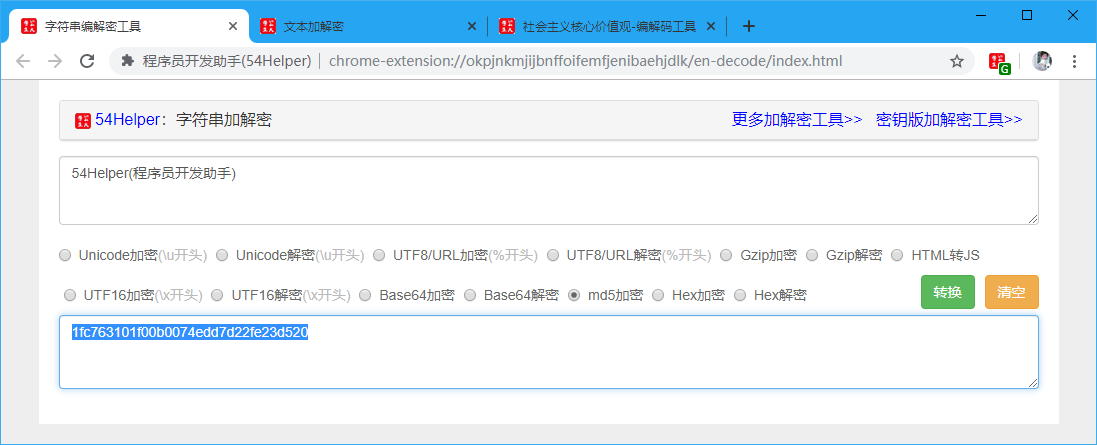 字符串编解密工具
文本加解密
社会主义核心价值观-编解码工具
程序员开发助手(54Helper) | chrome-extension://okpjnkmjijbnffoifemfjenibaehjdlk/en-decode/index.html
G
54Helper：字符串加解密 更多加解密工具>> 密钥版加解密工具>>
54Helper(程序员开发助手)
Unicode加密(\u开头) Unicode解密(\u开头) UTF8/URL加密(%开头) UTF8/URL解密(%开头) Gzip加密 Gzip解密 HTML转JS
UTF16加密(\x开头) UTF16解密(\x开头) Base64加密 Base64解密 md5加密 Hex加密 Hex解密 转换 清空
1fc763101f00b0074edd7d22fe23d520